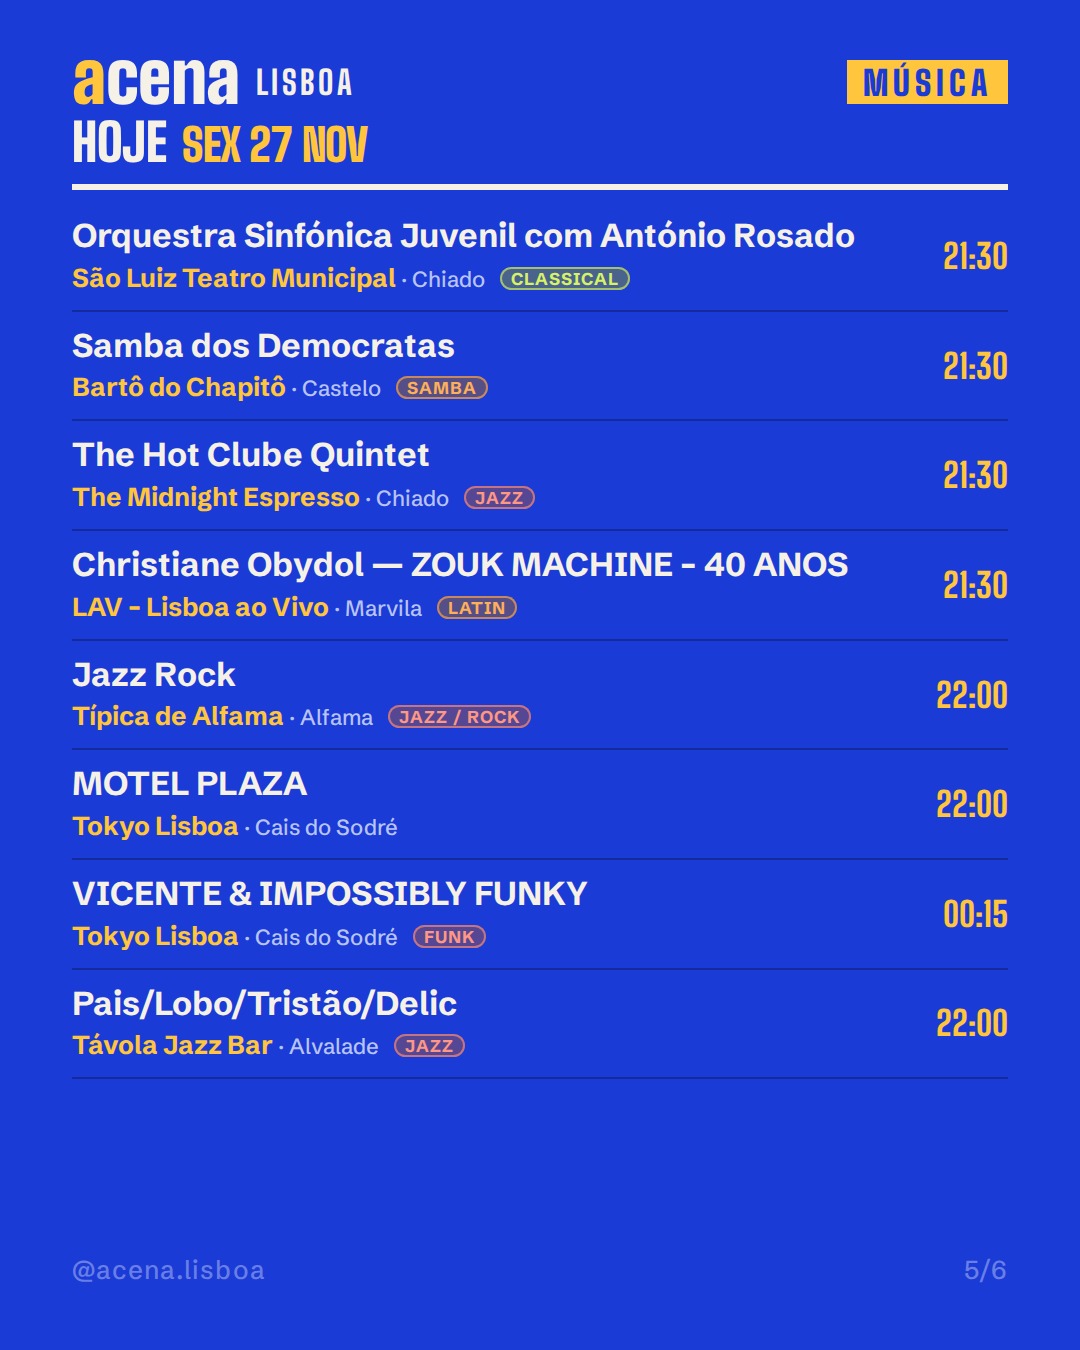 acena LISBOA
MÚSICA
HOJE SEX 27 NOV
Orquestra Sinfónica Juvenil com António Rosado
São Luiz Teatro Municipal · Chiado CLASSICAL
21:30
Samba dos Democratas
Bartô do Chapitô · Castelo SAMBA
21:30
The Hot Clube Quintet
The Midnight Espresso · Chiado JAZZ
21:30
Christiane Obydol — ZOUK MACHINE - 40 ANOS
LAV - Lisboa ao Vivo · Marvila LATIN
21:30
Jazz Rock
Típica de Alfama · Alfama JAZZ / ROCK
22:00
MOTEL PLAZA
Tokyo Lisboa · Cais do Sodré
22:00
VICENTE & IMPOSSIBLY FUNKY
Tokyo Lisboa · Cais do Sodré FUNK
00:15
Pais/Lobo/Tristão/Delic
Távola Jazz Bar · Alvalade JAZZ
22:00
@acena.lisboa
5/6